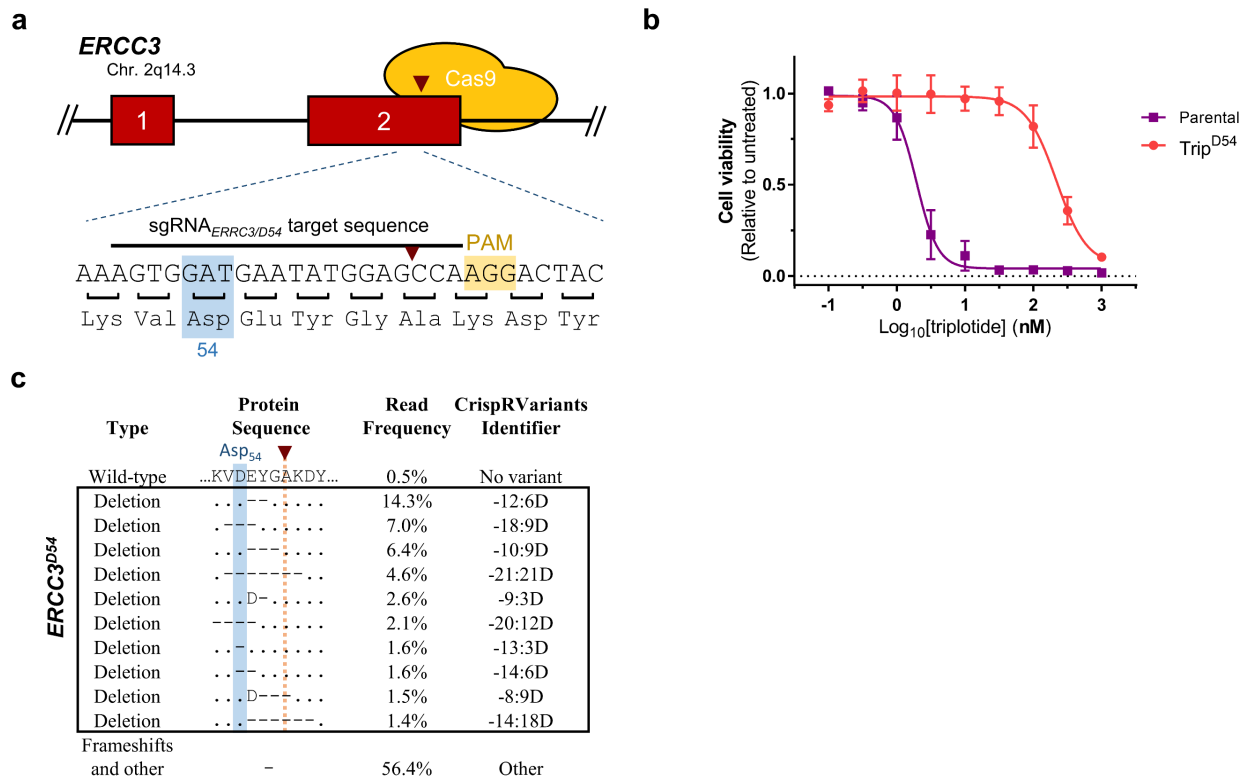 a
ERCC3
Chr. 2q14.3
Cas9
1
2
sgRNAERRC3/D54 target sequence
PAM
AAAGTGGATGAATATGGAGCCAAGGACTAC
Lys Val Asp Glu Tyr Gly Ala Lys Asp Tyr
54
b
1.0
0.5
0.0
-1 0 1 2 3
Cell viability
(Relative to untreated)
Log10[triplotide] (nM)
Parental
TripD54
c
Type Protein Sequence Read Frequency CrispRVariants Identifier
Asp54
Wild-type ...KVDEYGAKDY... 0.5% No variant
ERCC3D54
Deletion ...--..... 14.3% -12:6D
Deletion .---...... 7.0% -18:9D
Deletion ...---.... 6.4% -10:9D
Deletion .-------.. 4.6% -21:21D
Deletion ...D-..... 2.6% -9:3D
Deletion ----...... 2.1% -20:12D
Deletion ..-....... 1.6% -13:3D
Deletion ..--...... 1.6% -14:6D
Deletion ...D---... 1.5% -8:9D
Deletion ...------. 1.4% -14:18D
Frameshifts
and other - 56.4% Other